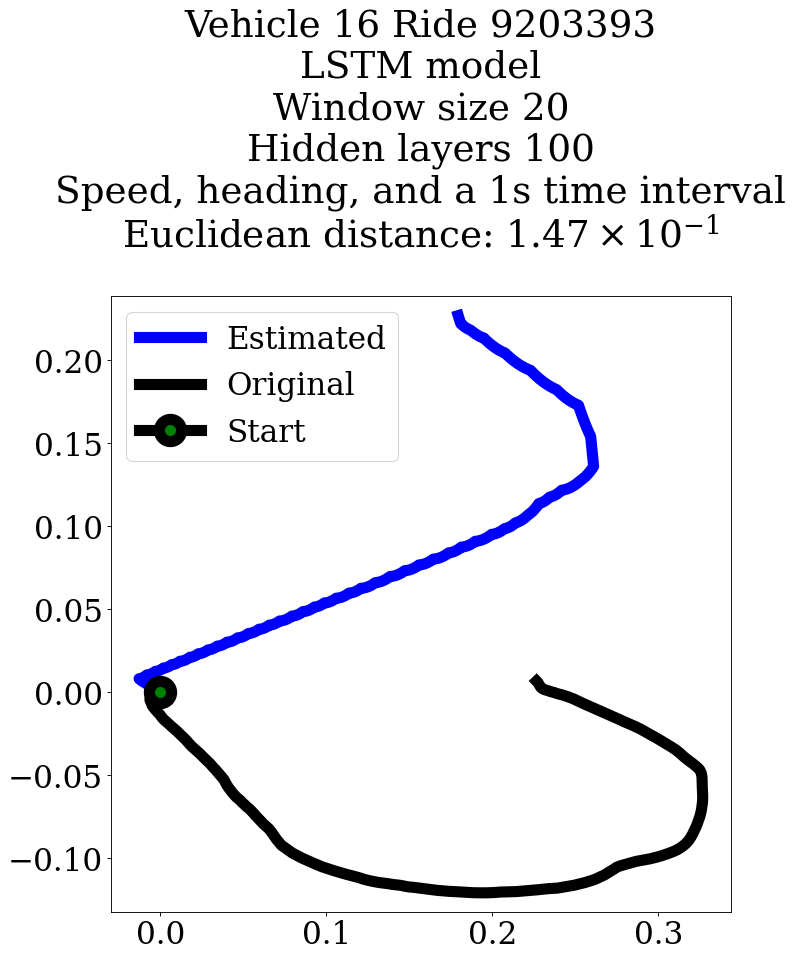 Vehicle 16 Ride 9203393
LSTM model
Window size 20
Hidden layers 100
Speed, heading, and a 1s time interval
Euclidean distance: 1.47 × 10⁻¹
Estimated
Original
Start
0.20
0.15
0.10
0.05
0.00
−0.05
−0.10
0.0 0.1 0.2 0.3